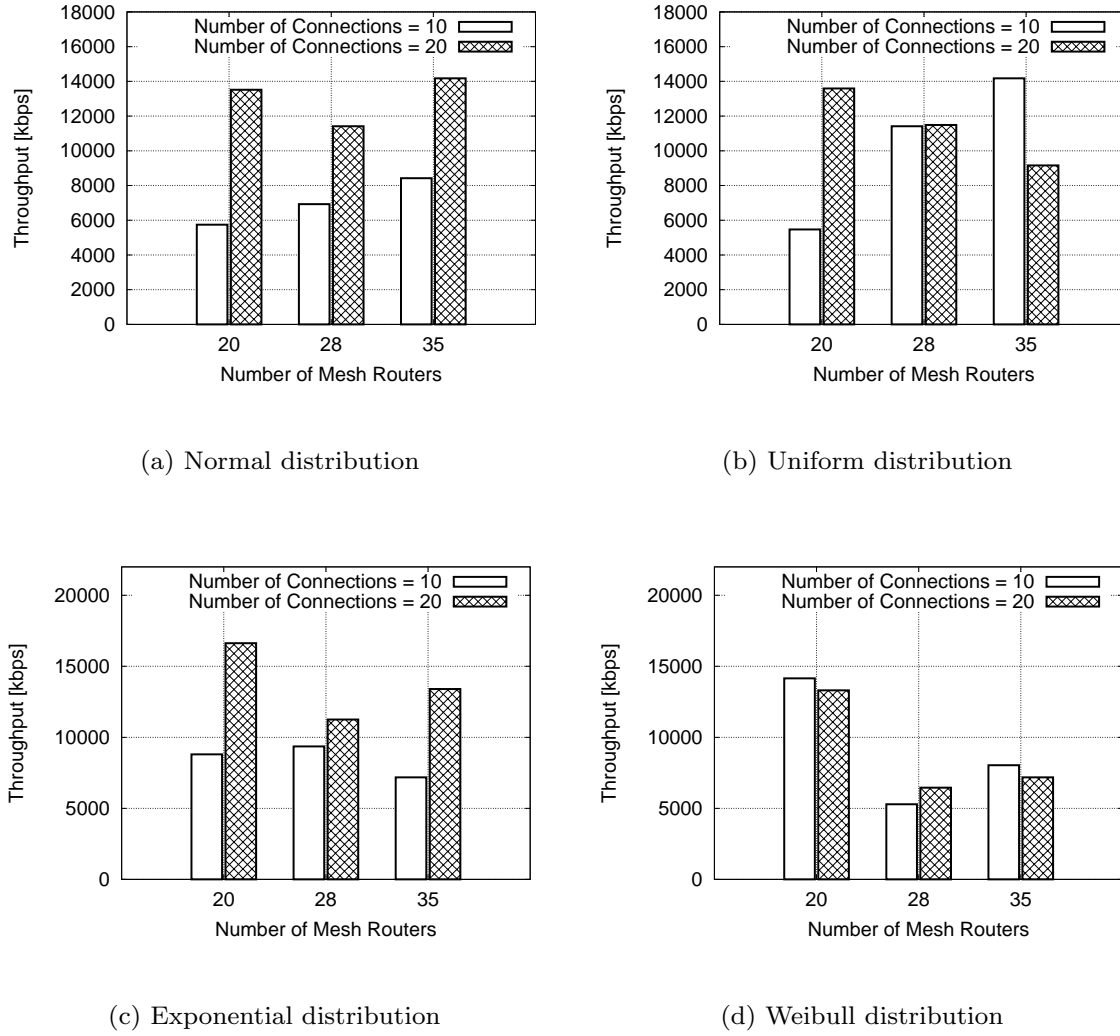 18000
16000
14000
12000
10000
8000
6000
4000
2000
0
Throughput [kbps]
Number of Connections = 10
Number of Connections = 20
20 28 35
Number of Mesh Routers
(a) Normal distribution
18000
16000
14000
12000
10000
8000
6000
4000
2000
0
Throughput [kbps]
Number of Connections = 10
Number of Connections = 20
20 28 35
Number of Mesh Routers
(b) Uniform distribution
20000
15000
10000
5000
0
Throughput [kbps]
Number of Connections = 10
Number of Connections = 20
20 28 35
Number of Mesh Routers
(c) Exponential distribution
20000
15000
10000
5000
0
Throughput [kbps]
Number of Connections = 10
Number of Connections = 20
20 28 35
Number of Mesh Routers
(d) Weibull distribution